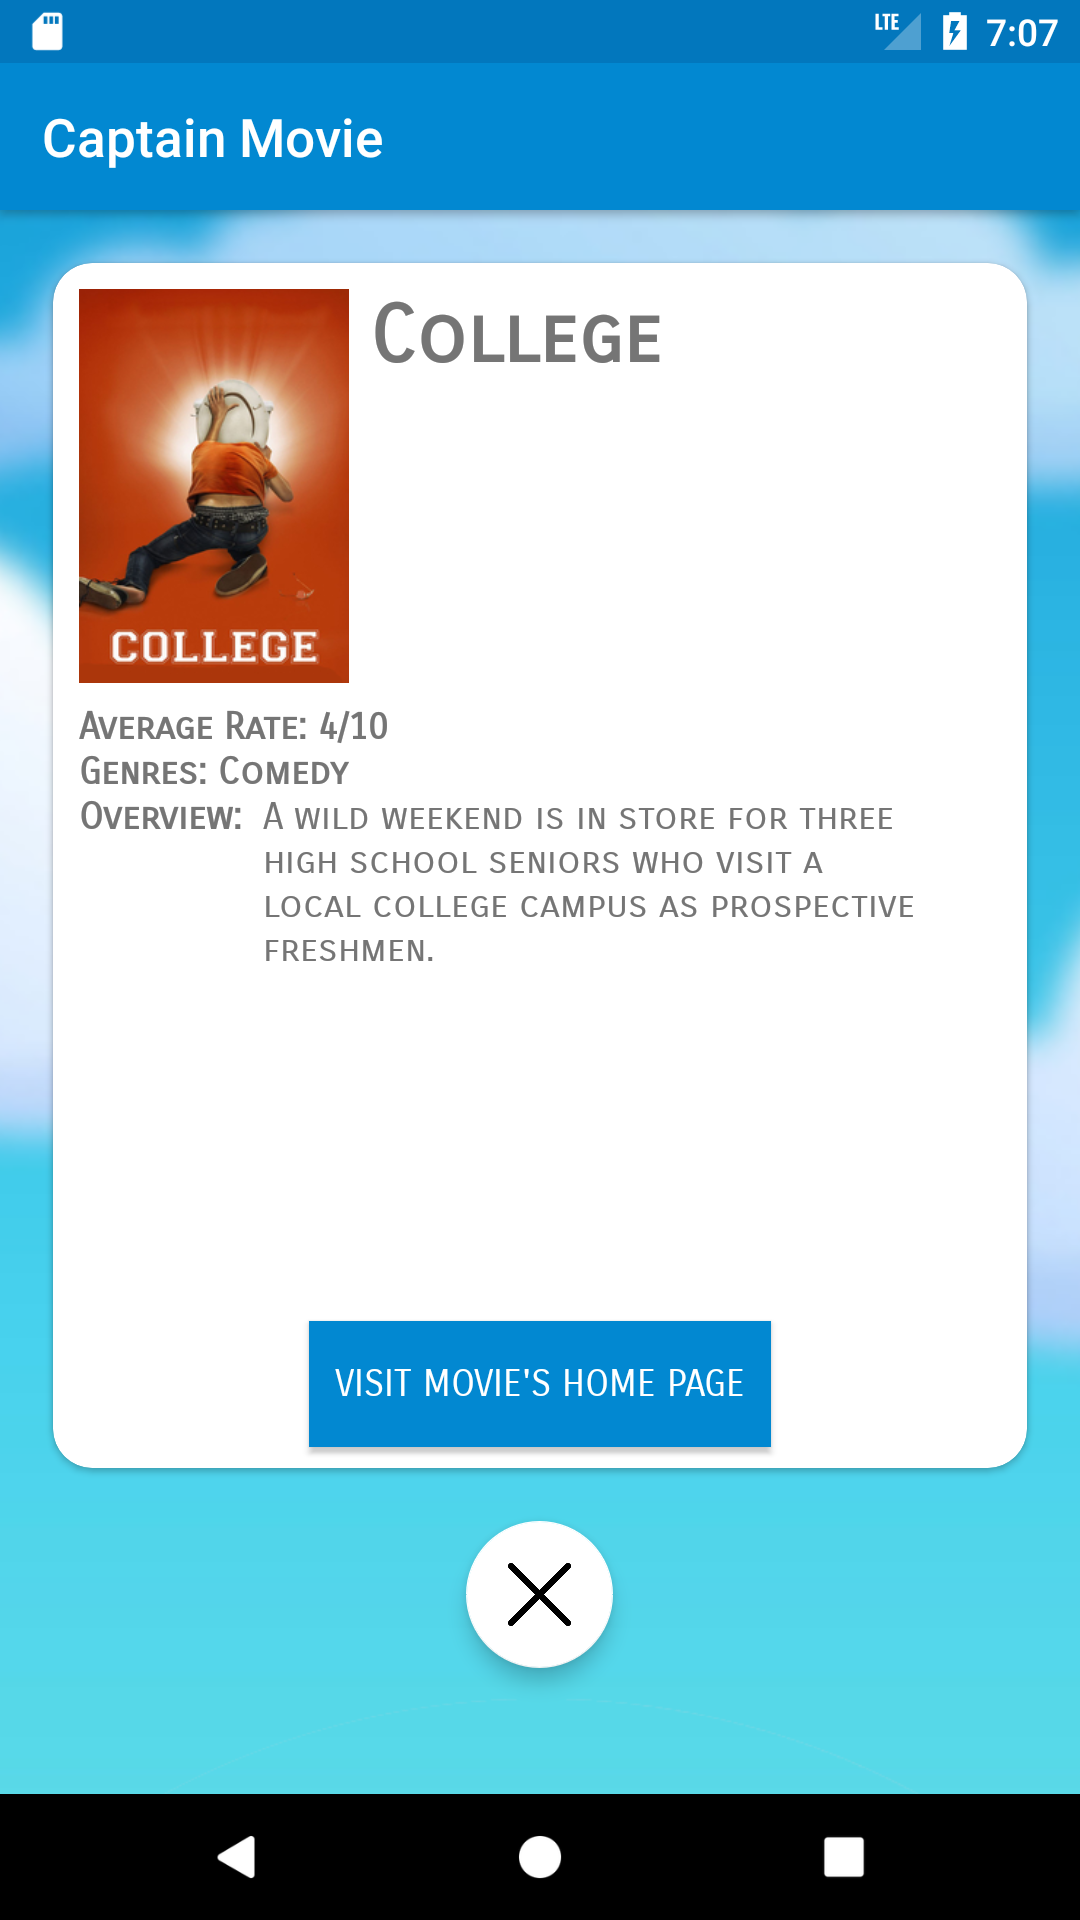 LTE 7:07
Captain Movie
College
COLLEGE
Average Rate: 4/10
Genres: Comedy
Overview: A wild weekend is in store for three
high school seniors who visit a
local college campus as prospective
freshmen.
VISIT MOVIE'S HOME PAGE